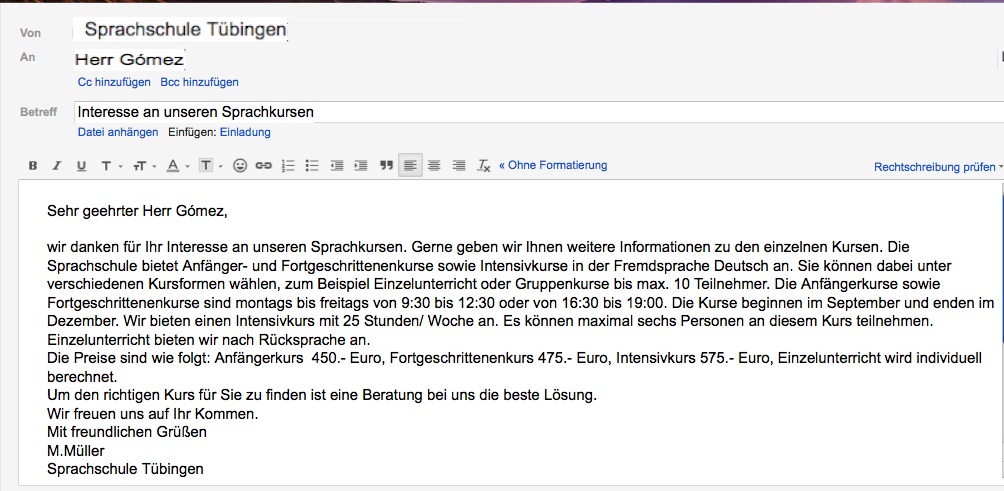 Von Sprachschule Tübingen
An Herr Gómez
Cc hinzufügen Bcc hinzufügen
Betreff Interesse an unseren Sprachkursen
Datei anhängen Einfügen: Einladung
B I U T T A T « Ohne Formatierung Rechtschreibung prüfen
Sehr geehrter Herr Gómez,
wir danken für Ihr Interesse an unseren Sprachkursen. Gerne geben wir Ihnen weitere Informationen zu den einzelnen Kursen. Die
Sprachschule bietet Anfänger- und Fortgeschrittenenkurse sowie Intensivkurse in der Fremdsprache Deutsch an. Sie können dabei unter
verschiedenen Kursformen wählen, zum Beispiel Einzelunterricht oder Gruppenkurse bis max. 10 Teilnehmer. Die Anfängerkurse sowie
Fortgeschrittenenkurse sind montags bis freitags von 9:30 bis 12:30 oder von 16:30 bis 19:00. Die Kurse beginnen im September und enden im
Dezember. Wir bieten einen Intensivkurs mit 25 Stunden/ Woche an. Es können maximal sechs Personen an diesem Kurs teilnehmen.
Einzelunterricht bieten wir nach Rücksprache an.
Die Preise sind wie folgt: Anfängerkurs 450.- Euro, Fortgeschrittenenkurs 475.- Euro, Intensivkurs 575.- Euro, Einzelunterricht wird individuell
berechnet.
Um den richtigen Kurs für Sie zu finden ist eine Beratung bei uns die beste Lösung.
Wir freuen uns auf Ihr Kommen.
Mit freundlichen Grüßen
M.Müller
Sprachschule Tübingen